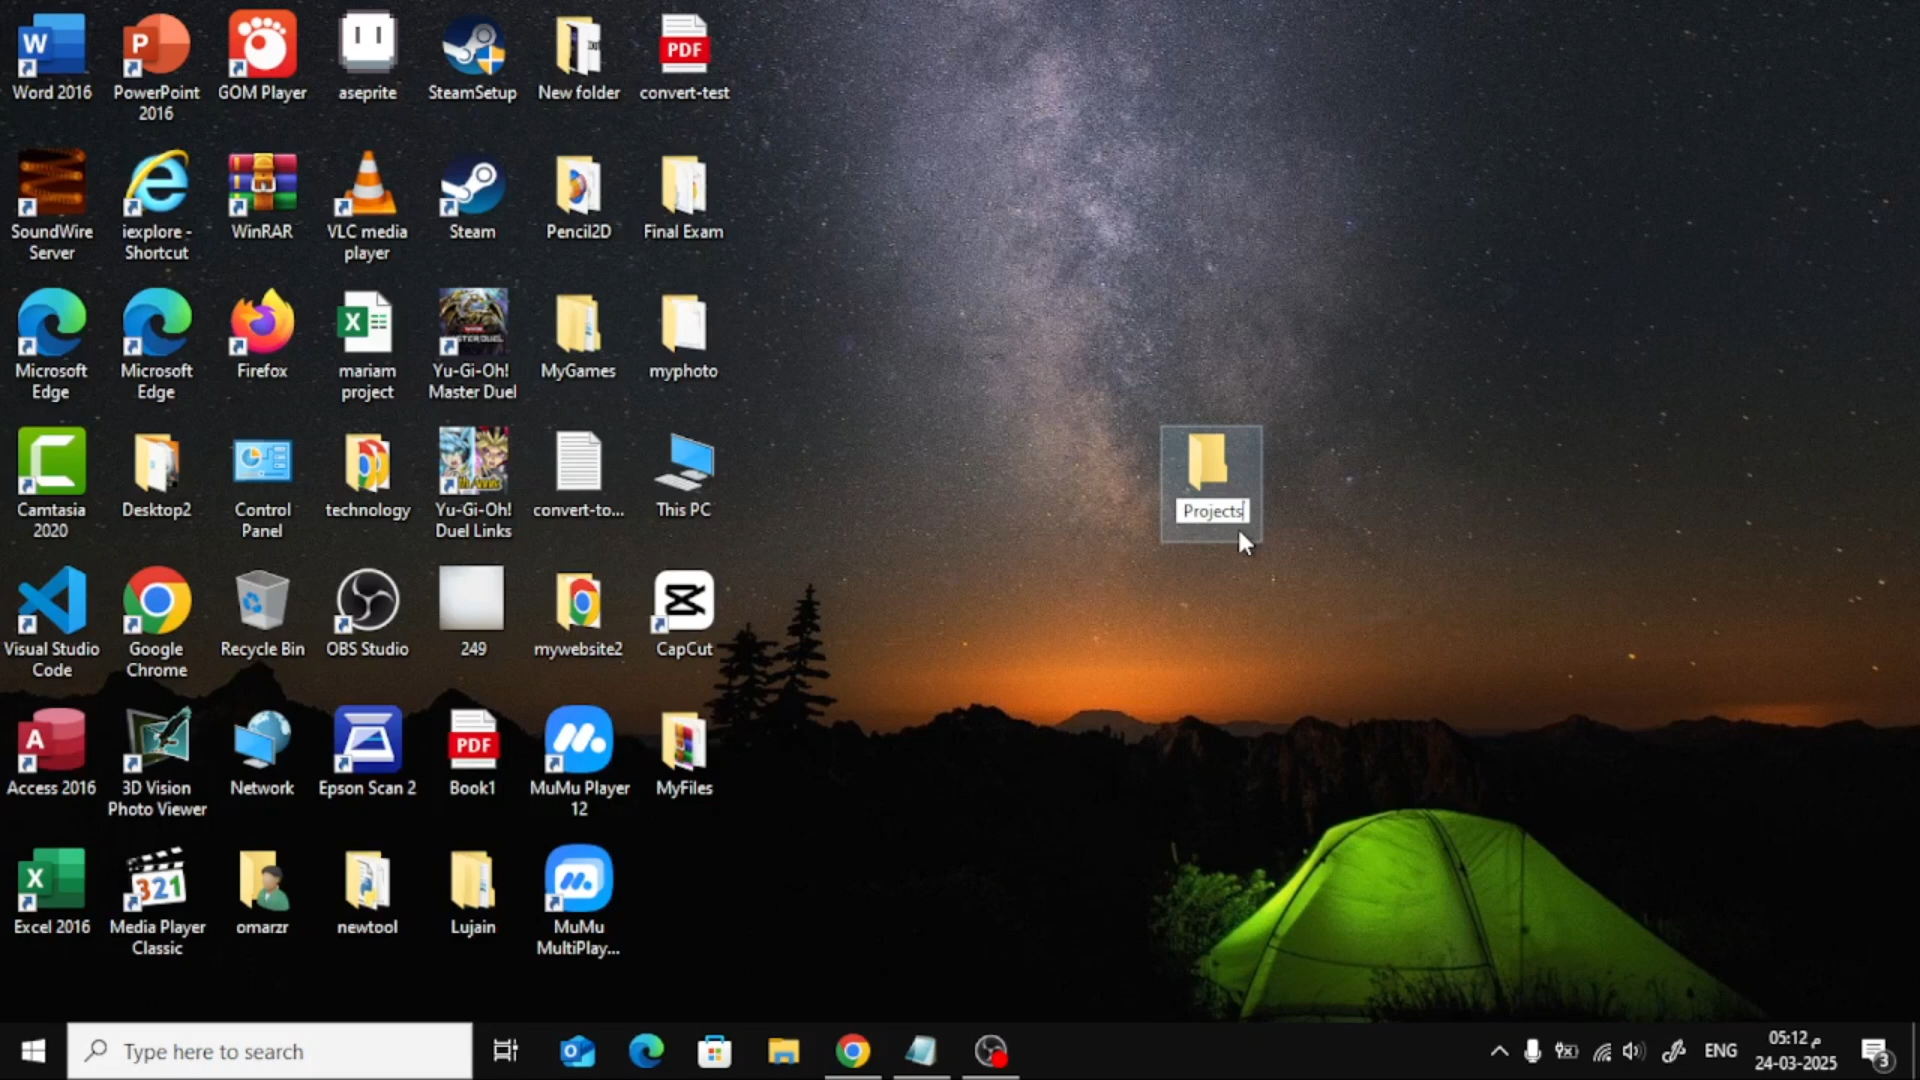 Word 2016
PowerPoint
2016
GOM Player
aseprite
SteamSetup
New folder
convert-test
SoundWire
Server
iexplore -
Shortcut
WinRAR
VLC media
player
Steam
Pencil2D
Final Exam
Microsoft
Edge
Microsoft
Edge
Firefox
mariam
project
Yu-Gi-Oh!
Master Duel
MyGames
myphoto
Camtasia
2020
Desktop2
Control
Panel
technology
Yu-Gi-Oh!
Duel Links
convert-to...
This PC
Projects
Visual Studio
Code
Google
Chrome
Recycle Bin
OBS Studio
249
mywebsite2
CapCut
Access 2016
3D Vision
Photo Viewer
Network
Epson Scan 2
Book1
MuMu Player
12
MyFiles
Excel 2016
Media Player
Classic
omarzr
newtool
Lujain
MuMu
MultiPlay...
PDF
PDF
321
Type here to search
ENG
05:12 م
24-03-2025
3